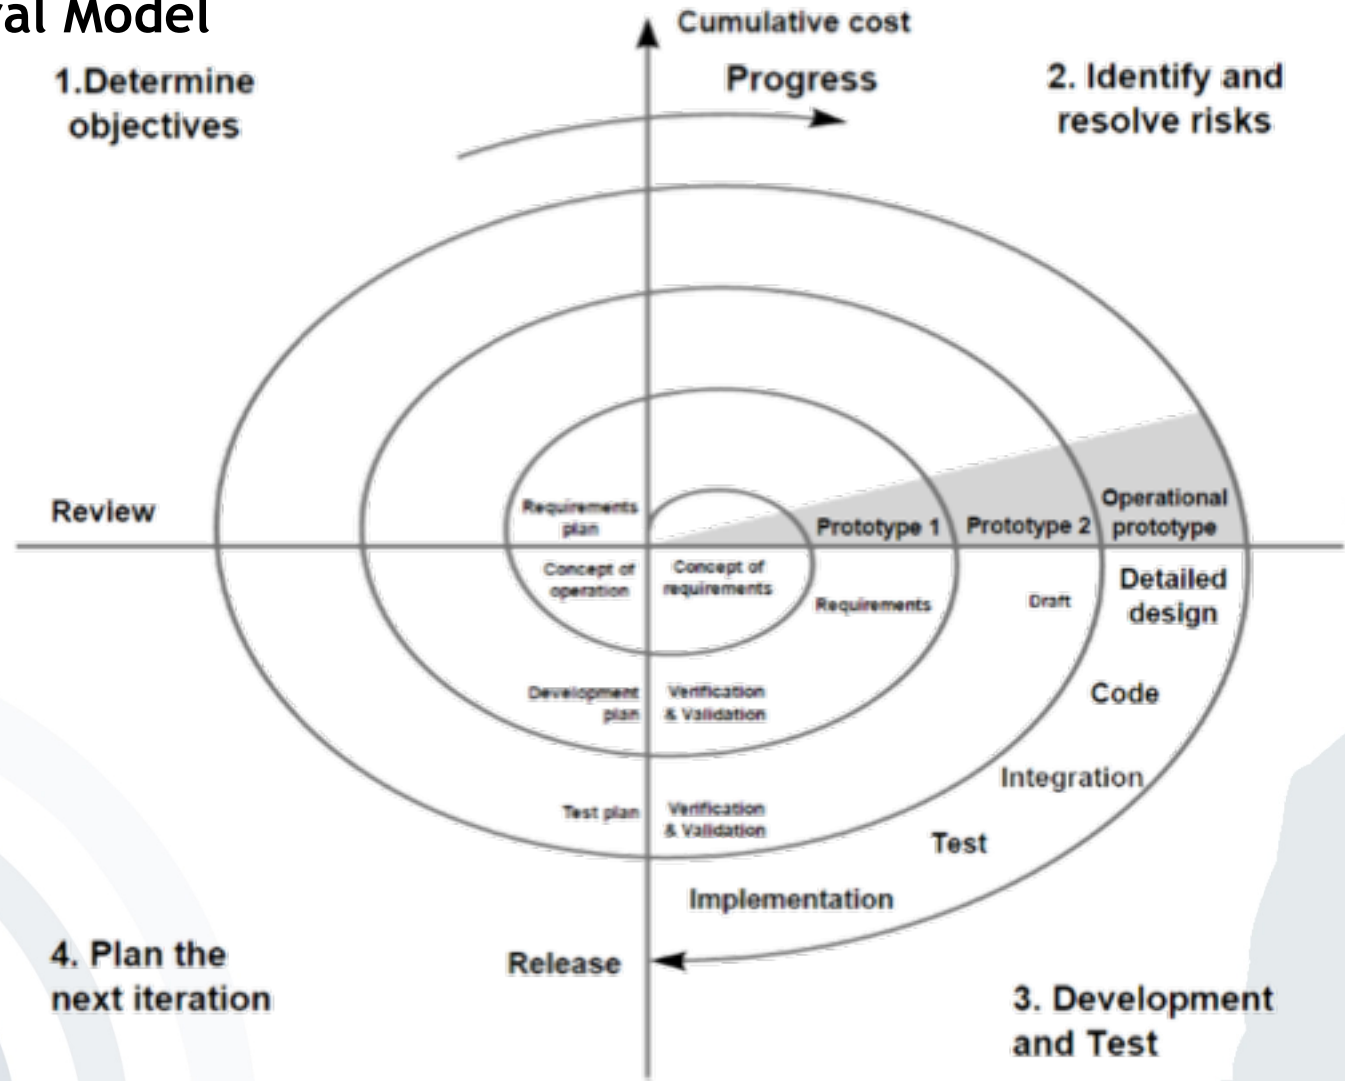 ral Model
Cumulative cost
Progress
1.Determine
objectives
2. Identify and
resolve risks
Review
Requirements
plan
Prototype 1
Prototype 2
Operational
prototype
Concept of
operation
Concept of
requirements
Requirements
Draft
Detailed
design
Development
plan
Verification
& Validation
Code
Integration
Test plan
Verification
& Validation
Test
Implementation
Release
4. Plan the
next iteration
3. Development
and Test